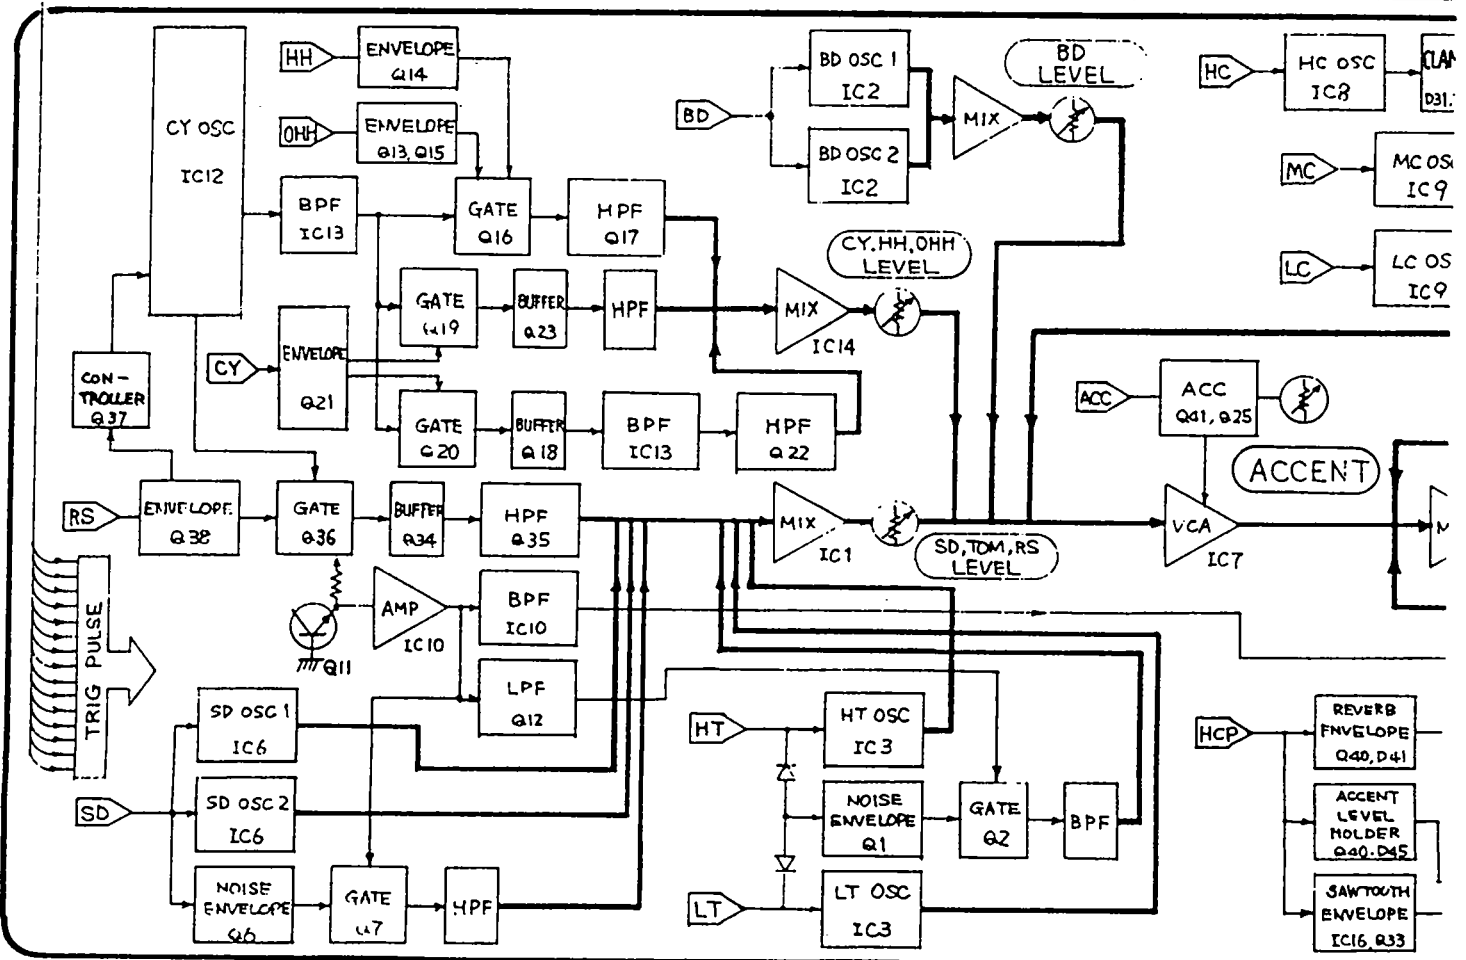 HH
ENVELOPE
Q14
OHH
ENVELOPE
Q13, Q15
CY OSC
IC12
BPF
IC13
GATE
Q16
HPF
Q17
GATE
Q19
BUFFER
Q23
HPF
CY
ENVELOPE
Q21
GATE
Q20
BUFFER
Q18
BPF
IC13
HPF
Q22
CON-
TROLLER
Q37
RS
ENVELOPE
Q38
GATE
Q36
BUFFER
Q34
HPF
Q35
AMP
IC10
BPF
IC10
Q11
LPF
Q12
TRIG PULSE
SD OSC 1
IC6
SD
SD OSC 2
IC6
NOISE
ENVELOPE
Q6
GATE
Q7
HPF
BD
BD OSC 1
IC2
BD OSC 2
IC2
MIX
BD
LEVEL
CY, HH, OHH
LEVEL
MIX
IC14
MIX
IC1
SD, TOM, RS
LEVEL
HT
HT OSC
IC3
NOISE
ENVELOPE
Q1
GATE
Q2
BPF
LT
LT OSC
IC3
HC
HC OSC
IC8
CLAM
D31,
MC
MC OS
IC9
LC
LC OS
IC9
ACC
ACC
Q41, Q25
ACCENT
VCA
IC7
M
HCP
REVERB
ENVELOPE
Q40, D41
ACCENT
LEVEL
HOLDER
Q40, D45
SAWTOUTH
ENVELOPE
IC16, Q33